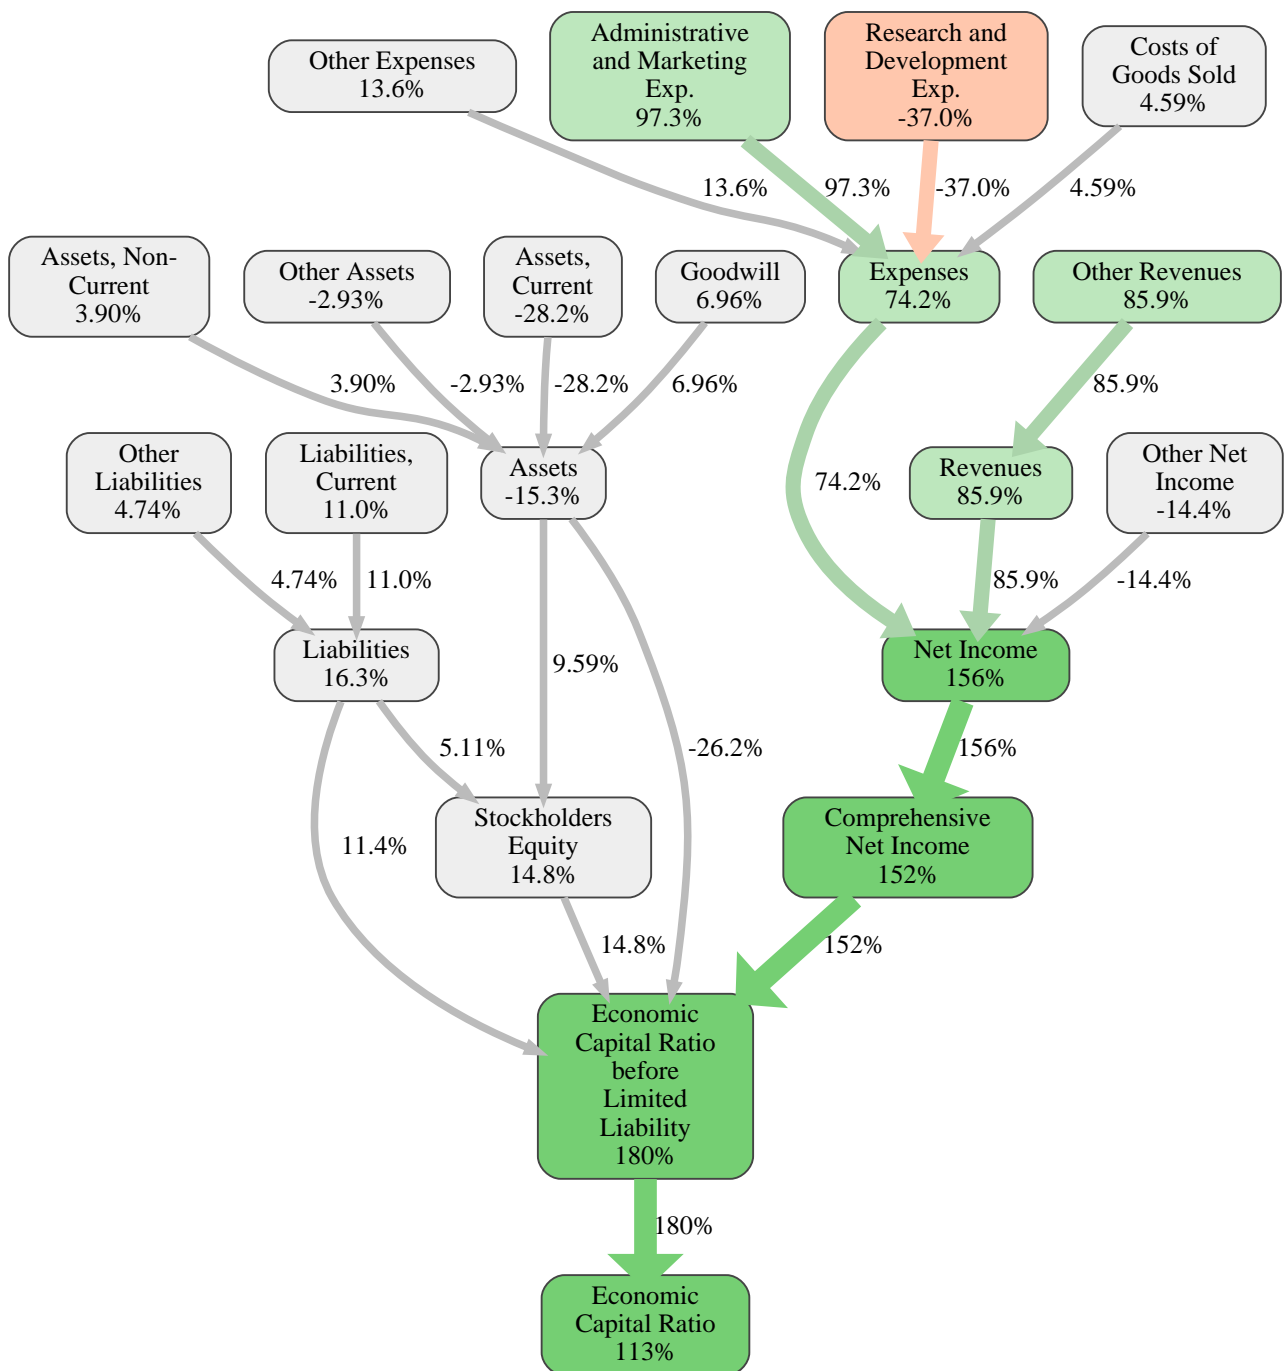 Other Expenses
13.6%
Administrative
and Marketing
Exp.
97.3%
Research and
Development
Exp.
-37.0%
Costs of
Goods Sold
4.59%
13.6%
97.3%
-37.0%
4.59%
Assets, Non-
Current
3.90%
Other Assets
-2.93%
Assets,
Current
-28.2%
Goodwill
6.96%
Expenses
74.2%
Other Revenues
85.9%
3.90%
-2.93%
-28.2%
6.96%
85.9%
Other
Liabilities
4.74%
Liabilities,
Current
11.0%
Assets
-15.3%
74.2%
Revenues
85.9%
Other Net
Income
-14.4%
4.74%
11.0%
85.9%
-14.4%
Liabilities
16.3%
9.59%
Net Income
156%
5.11%
-26.2%
156%
11.4%
Stockholders
Equity
14.8%
Comprehensive
Net Income
152%
14.8%
152%
Economic
Capital Ratio
before
Limited
Liability
180%
180%
Economic
Capital Ratio
113%